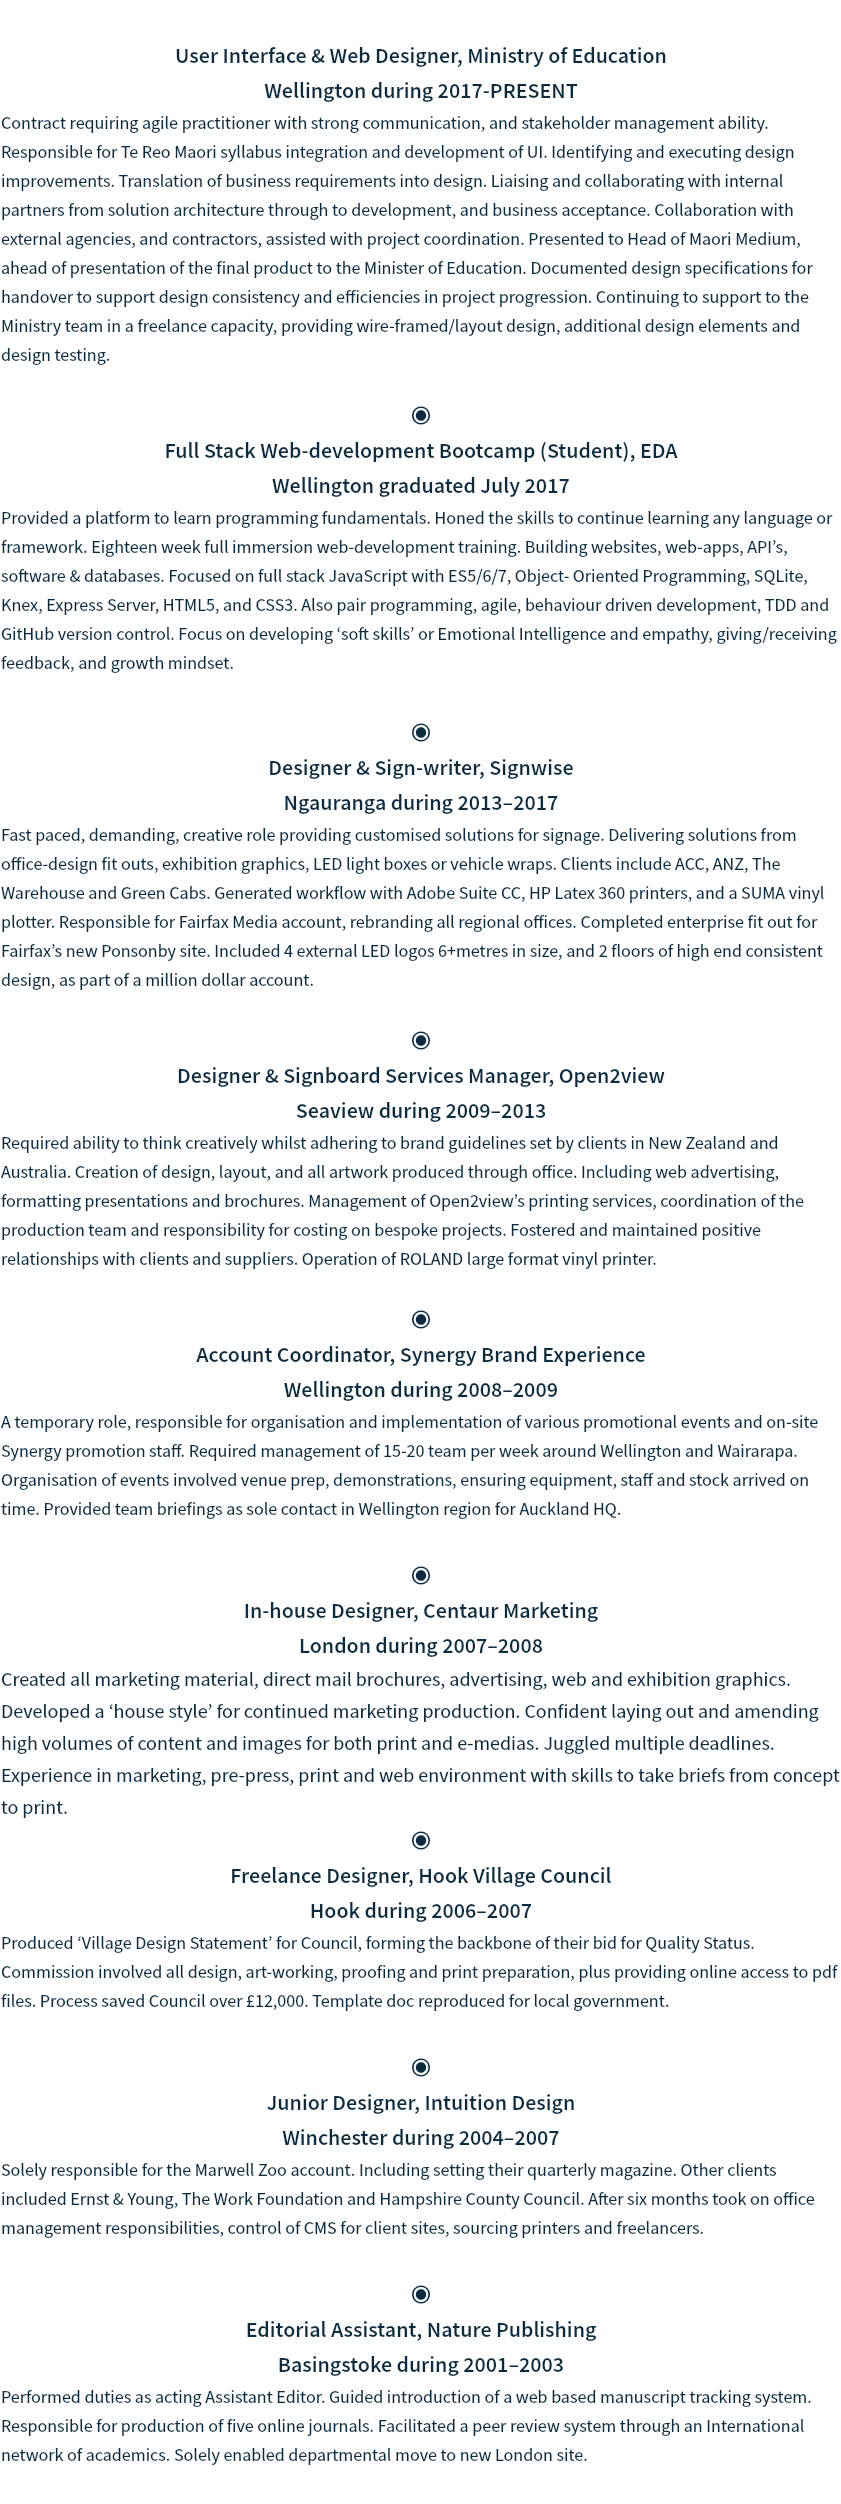 User Interface & Web Designer, Ministry of Education
Wellington during 2017-PRESENT
Contract requiring agile practitioner with strong communication, and stakeholder management ability.
Responsible for Te Reo Maori syllabus integration and development of UI. Identifying and executing design
improvements. Translation of business requirements into design. Liaising and collaborating with internal
partners from solution architecture through to development, and business acceptance. Collaboration with
external agencies, and contractors, assisted with project coordination. Presented to Head of Maori Medium,
ahead of presentation of the final product to the Minister of Education. Documented design specifications for
handover to support design consistency and efficiencies in project progression. Continuing to support to the
Ministry team in a freelance capacity, providing wire-framed/layout design, additional design elements and
design testing.
Full Stack Web-development Bootcamp (Student), EDA
Wellington graduated July 2017
Provided a platform to learn programming fundamentals. Honed the skills to continue learning any language or
framework. Eighteen week full immersion web-development training. Building websites, web-apps, API’s,
software & databases. Focused on full stack JavaScript with ES5/6/7, Object- Oriented Programming, SQLite,
Knex, Express Server, HTML5, and CSS3. Also pair programming, agile, behaviour driven development, TDD and
GitHub version control. Focus on developing ‘soft skills’ or Emotional Intelligence and empathy, giving/receiving
feedback, and growth mindset.
Designer & Sign-writer, Signwise
Ngauranga during 2013–2017
Fast paced, demanding, creative role providing customised solutions for signage. Delivering solutions from
office-design fit outs, exhibition graphics, LED light boxes or vehicle wraps. Clients include ACC, ANZ, The
Warehouse and Green Cabs. Generated workflow with Adobe Suite CC, HP Latex 360 printers, and a SUMA vinyl
plotter. Responsible for Fairfax Media account, rebranding all regional offices. Completed enterprise fit out for
Fairfax’s new Ponsonby site. Included 4 external LED logos 6+metres in size, and 2 floors of high end consistent
design, as part of a million dollar account.
Designer & Signboard Services Manager, Open2view
Seaview during 2009–2013
Required ability to think creatively whilst adhering to brand guidelines set by clients in New Zealand and
Australia. Creation of design, layout, and all artwork produced through office. Including web advertising,
formatting presentations and brochures. Management of Open2view’s printing services, coordination of the
production team and responsibility for costing on bespoke projects. Fostered and maintained positive
relationships with clients and suppliers. Operation of ROLAND large format vinyl printer.
Account Coordinator, Synergy Brand Experience
Wellington during 2008–2009
A temporary role, responsible for organisation and implementation of various promotional events and on-site
Synergy promotion staff. Required management of 15-20 team per week around Wellington and Wairarapa.
Organisation of events involved venue prep, demonstrations, ensuring equipment, staff and stock arrived on
time. Provided team briefings as sole contact in Wellington region for Auckland HQ.
In-house Designer, Centaur Marketing
London during 2007–2008
Created all marketing material, direct mail brochures, advertising, web and exhibition graphics.
Developed a ‘house style’ for continued marketing production. Confident laying out and amending
high volumes of content and images for both print and e-medias. Juggled multiple deadlines.
Experience in marketing, pre-press, print and web environment with skills to take briefs from concept
to print.
Freelance Designer, Hook Village Council
Hook during 2006–2007
Produced ‘Village Design Statement’ for Council, forming the backbone of their bid for Quality Status.
Commission involved all design, art-working, proofing and print preparation, plus providing online access to pdf
files. Process saved Council over £12,000. Template doc reproduced for local government.
Junior Designer, Intuition Design
Winchester during 2004–2007
Solely responsible for the Marwell Zoo account. Including setting their quarterly magazine. Other clients
included Ernst & Young, The Work Foundation and Hampshire County Council. After six months took on office
management responsibilities, control of CMS for client sites, sourcing printers and freelancers.
Editorial Assistant, Nature Publishing
Basingstoke during 2001–2003
Performed duties as acting Assistant Editor. Guided introduction of a web based manuscript tracking system.
Responsible for production of five online journals. Facilitated a peer review system through an International
network of academics. Solely enabled departmental move to new London site.